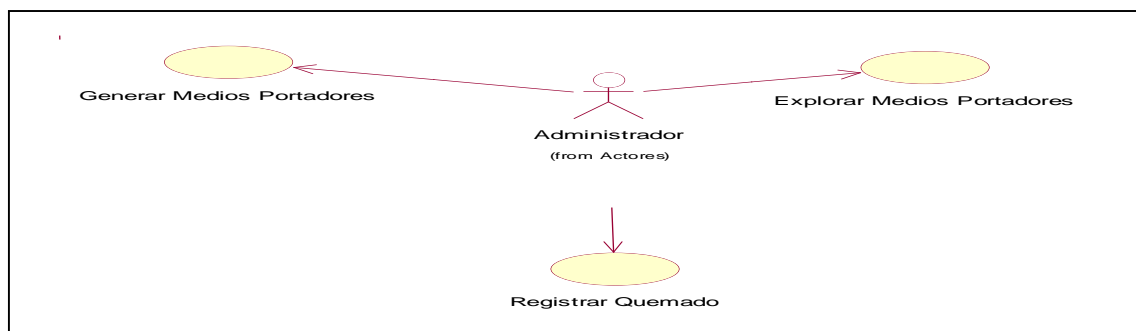 Generar Medios Portadores
Explorar Medios Portadores
Administrador
(from Actores)
Registrar Quemado